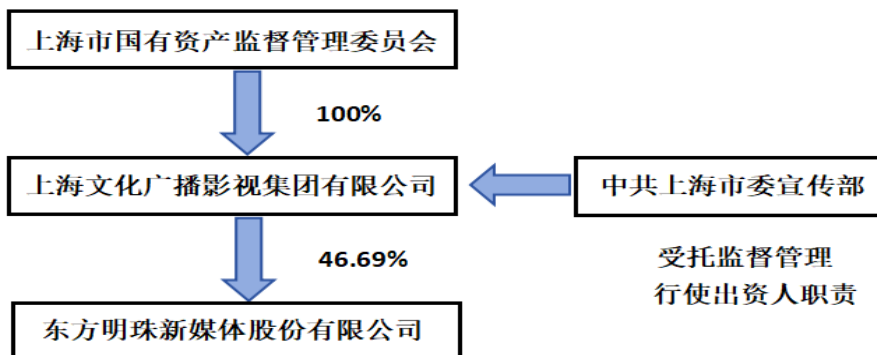 上海市国有资产监督管理委员会
100%
上海文化广播影视集团有限公司
中共上海市委宣传部
46.69%
受托监督管理
行使出资人职责
东方明珠新媒体股份有限公司